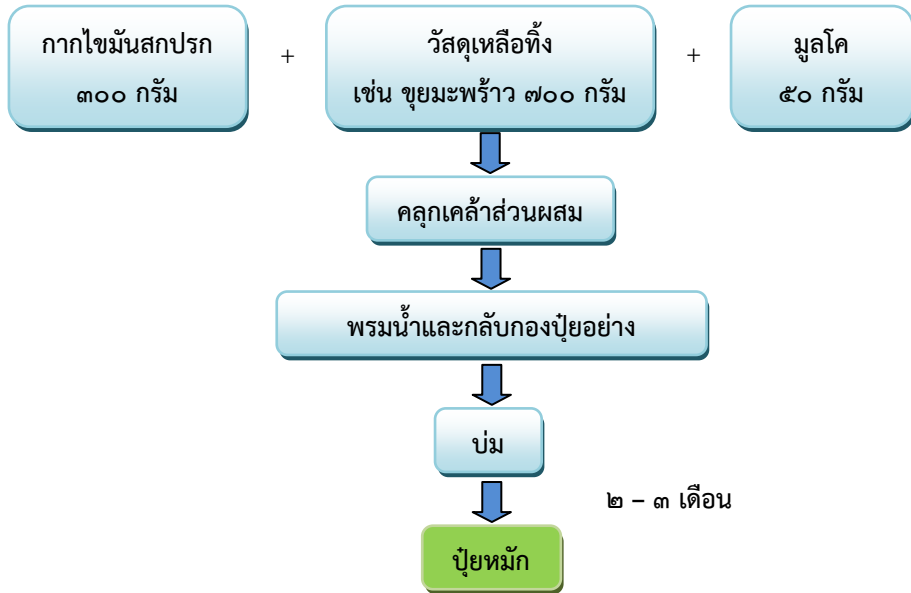 กากไขมันสกปรก
๓๐๐ กรัม
+
วัสดุเหลือทิ้ง
เช่น ขุยมะพร้าว ๗๐๐ กรัม
+
มูลโค
๕๐ กรัม
คลุกเคล้าส่วนผสม
พรมน้ำและกลับกองปุ๋ยอย่าง
บ่ม
๒ – ๓ เดือน
ปุ๋ยหมัก